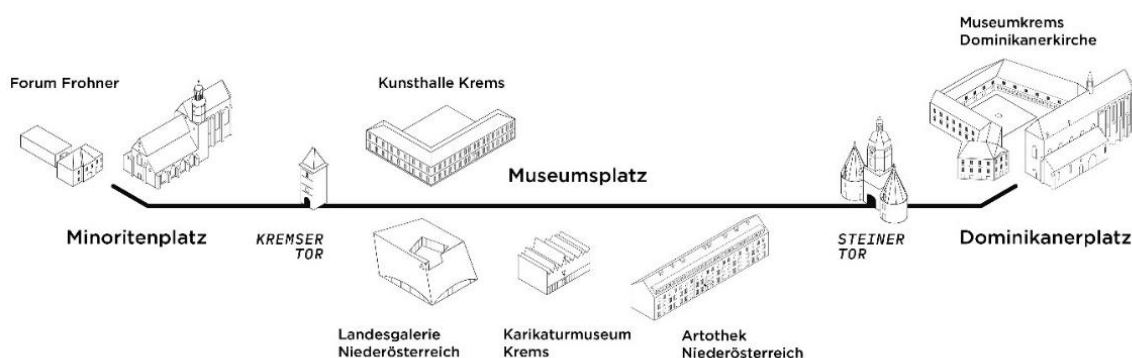 Museumkrems
Dominikanerkirche
Forum Frohner
Kunsthalle Krems
Museumsplatz
Minoritenplatz
KREMSER
TOR
STEINER
TOR
Dominikanerplatz
Landesgalerie
Niederösterreich
Karikaturmuseum
Krems
Artothek
Niederösterreich